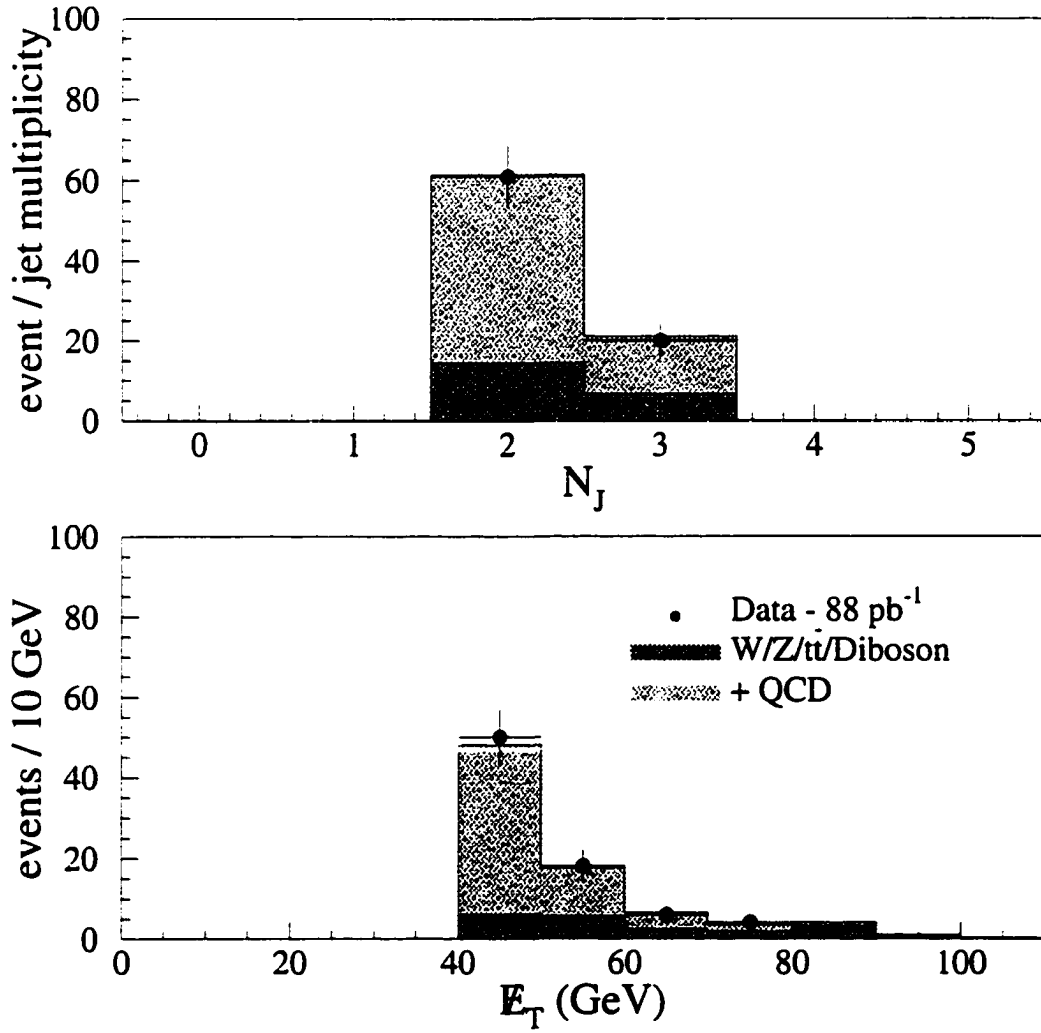 100
80
60
40
20
0
event / jet multiplicity
0 1 2 3 4 5
N_J
100
80
60
40
20
0
events / 10 GeV
Data - 88 pb⁻¹
W/Z/tt̄/Diboson
+ QCD
0 20 40 60 80 100
E̸_T (GeV)